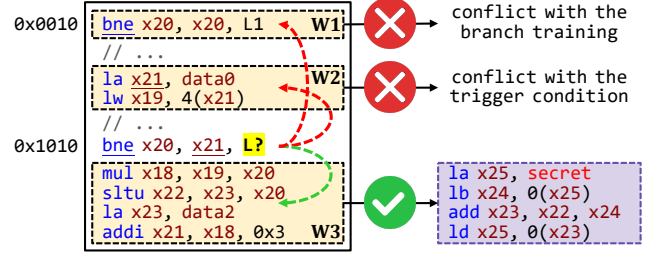 0x0010 bne x20, x20, L1 W1 conflict with the
branch training
// ...
la x21, data0 W2 conflict with the
lw x19, 4(x21) trigger condition
// ...
0x1010 bne x20, x21, L?
mul x18, x19, x20 la x25, secret
sltu x22, x23, x20 lb x24, 0(x25)
la x23, data2 add x23, x22, x24
addi x21, x18, 0x3 W3 ld x25, 0(x23)